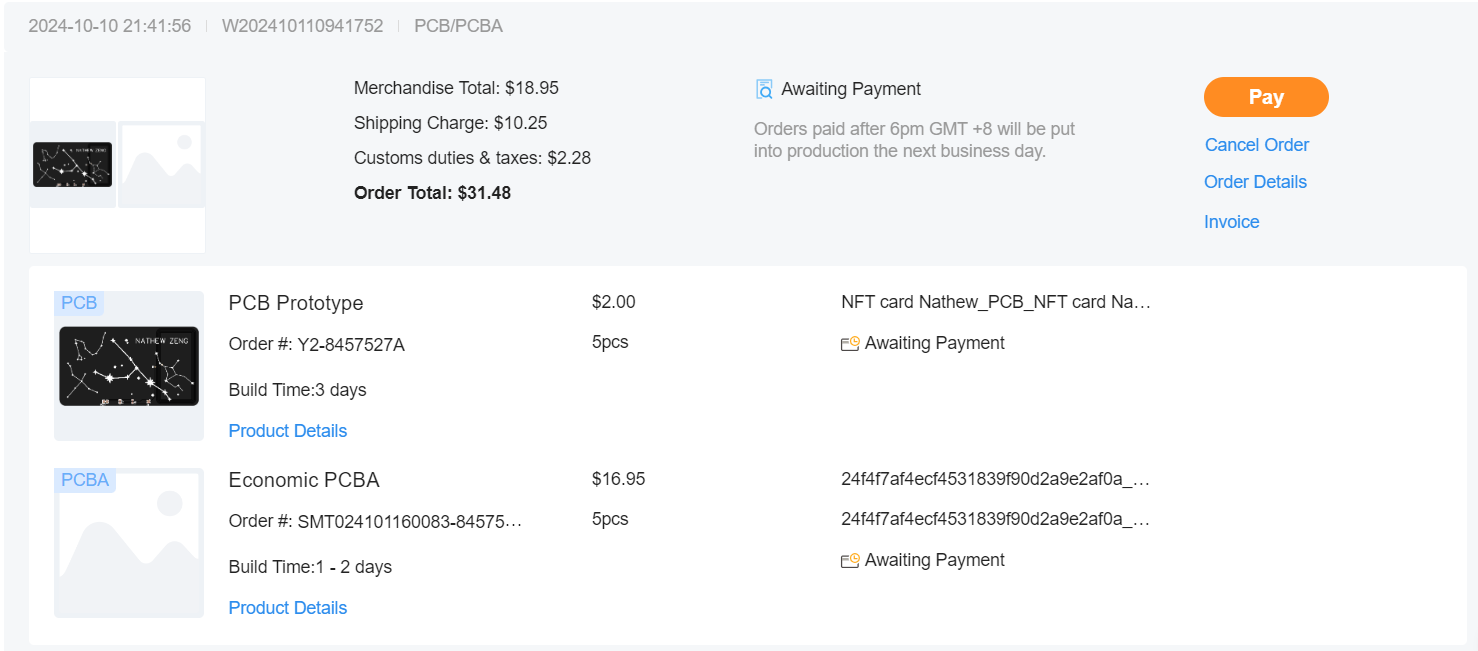 2024-10-10 21:41:56 W202410110941752 PCB/PCBA
Merchandise Total: $18.95
Shipping Charge: $10.25
Customs duties & taxes: $2.28
Order Total: $31.48
Awaiting Payment
Orders paid after 6pm GMT +8 will be put
into production the next business day.
Pay
Cancel Order
Order Details
Invoice
PCB
NATHEW ZENG
PCB Prototype
Order #: Y2-8457527A
Build Time:3 days
Product Details
$2.00
5pcs
NFT card Nathew_PCB_NFT card Na...
Awaiting Payment
PCBA
Economic PCBA
Order #: SMT024101160083-84575...
Build Time:1 - 2 days
Product Details
$16.95
5pcs
24f4f7af4ecf4531839f90d2a9e2af0a_...
24f4f7af4ecf4531839f90d2a9e2af0a_...
Awaiting Payment